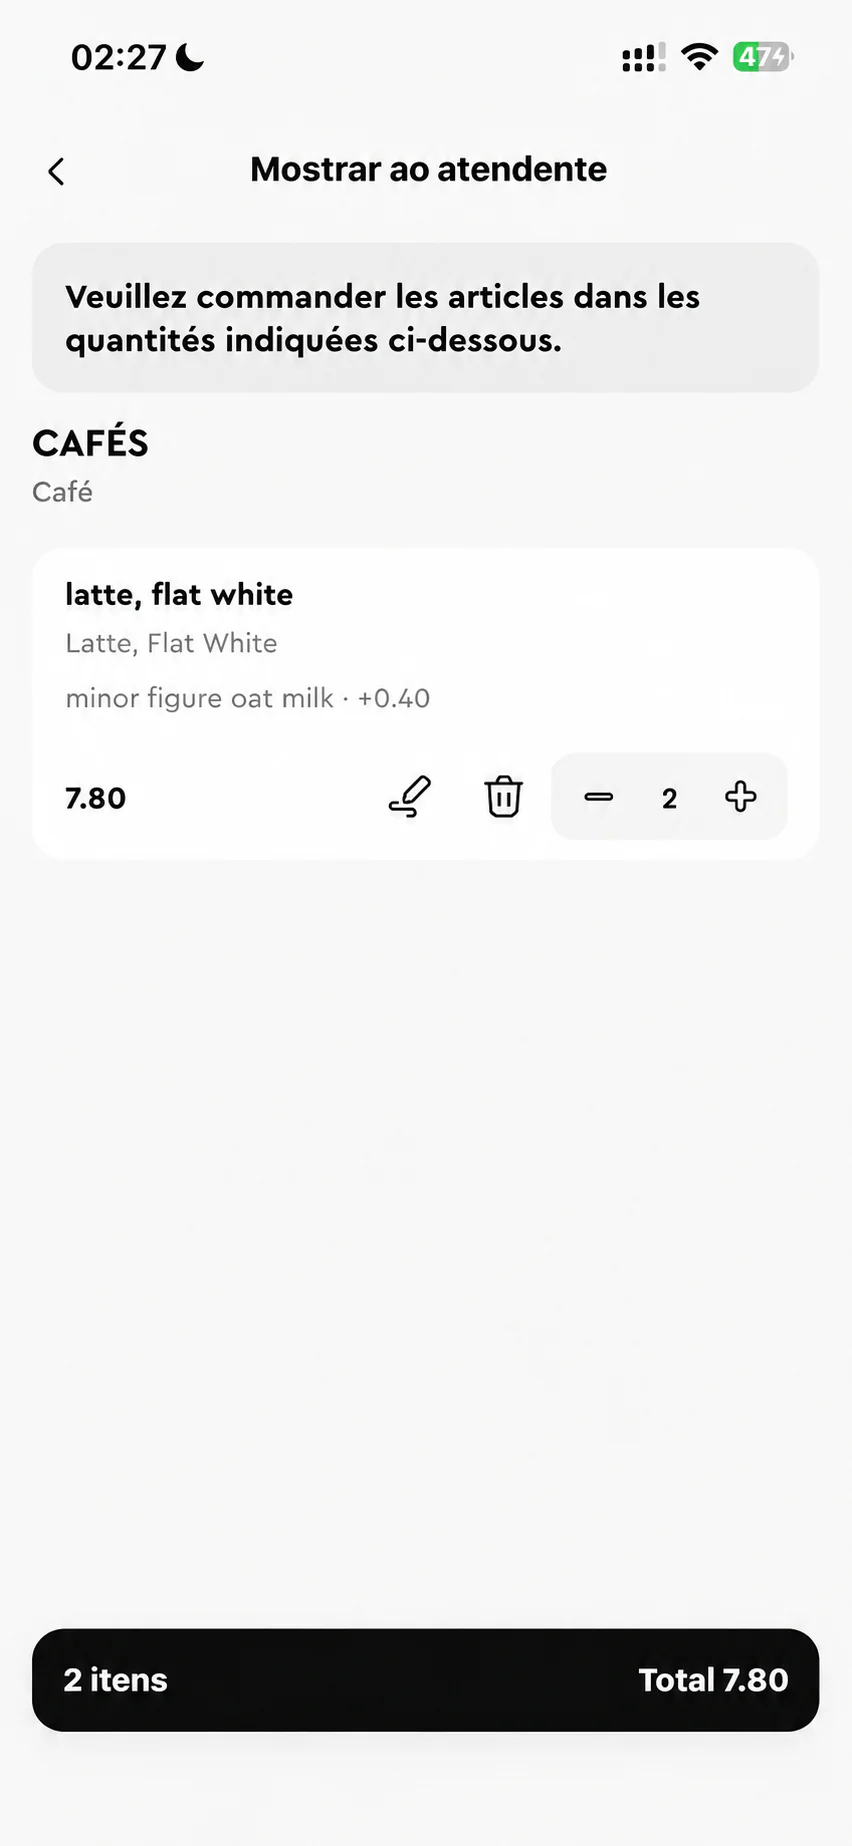 02:27
47
Mostrar ao atendente
Veuillez commander les articles dans les
quantités indiquées ci-dessous.
CAFÉS
Café
latte, flat white
Latte, Flat White
minor figure oat milk · +0.40
7.80
2
2 itens
Total 7.80